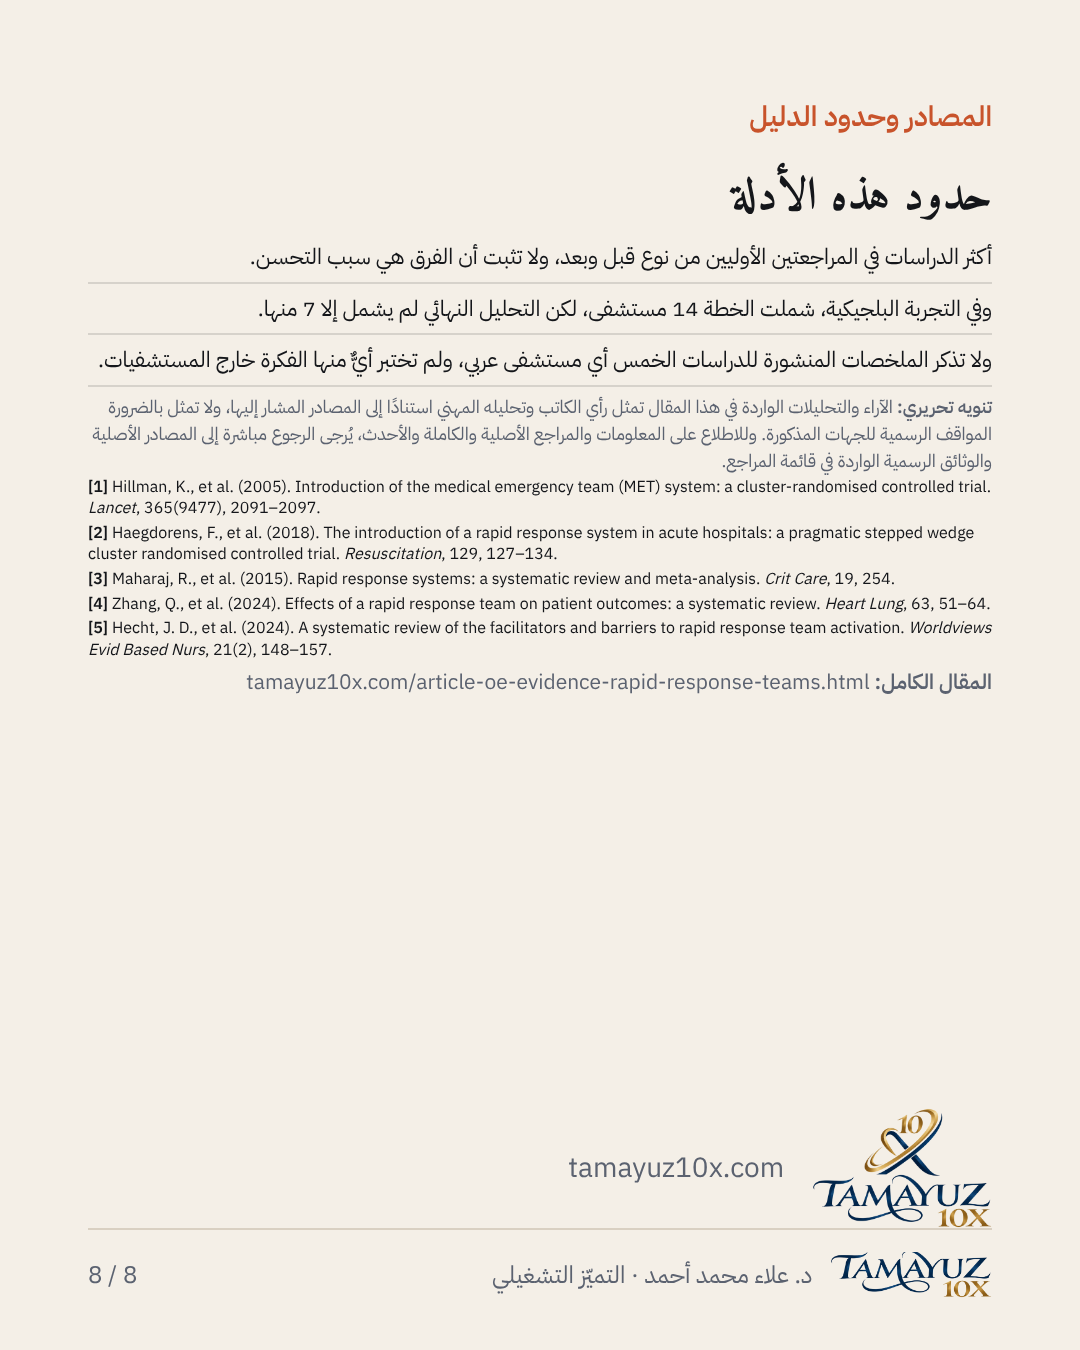 المصادر وحدود الدليل
حدود هذه الأدلة
أكثر الدراسات في المراجعتين الأوليين من نوع قبل وبعد، ولا تثبت أن الفرق هي سبب التحسن.
وفي التجربة البلجيكية، شملت الخطة 14 مستشفى، لكن التحليل النهائي لم يشمل إلا 7 منها.
ولا تذكر الملخصات المنشورة للدراسات الخمس أي مستشفى عربي، ولم تختبر أيٌّ منها الفكرة خارج المستشفيات.
تنويه تحريري: الآراء والتحليلات الواردة في هذا المقال تمثل رأي الكاتب وتحليله المهني استنادًا إلى المصادر المشار إليها، ولا تمثل بالضرورة
المواقف الرسمية للجهات المذكورة. وللاطلاع على المعلومات والمراجع الأصلية والكاملة والأحدث، يُرجى الرجوع مباشرة إلى المصادر الأصلية
والوثائق الرسمية الواردة في قائمة المراجع.
[1] Hillman, K., et al. (2005). Introduction of the medical emergency team (MET) system: a cluster-randomised controlled trial.
Lancet, 365(9477), 2091–2097.
[2] Haegdorens, F., et al. (2018). The introduction of a rapid response system in acute hospitals: a pragmatic stepped wedge
cluster randomised controlled trial. Resuscitation, 129, 127–134.
[3] Maharaj, R., et al. (2015). Rapid response systems: a systematic review and meta-analysis. Crit Care, 19, 254.
[4] Zhang, Q., et al. (2024). Effects of a rapid response team on patient outcomes: a systematic review. Heart Lung, 63, 51–64.
[5] Hecht, J. D., et al. (2024). A systematic review of the facilitators and barriers to rapid response team activation. Worldviews
Evid Based Nurs, 21(2), 148–157.
المقال الكامل: tamayuz10x.com/article-oe-evidence-rapid-response-teams.html
10
TAMAYUZ
10X
tamayuz10x.com
TAMAYUZ
10X
د. علاء محمد أحمد · التميّز التشغيلي
8 / 8